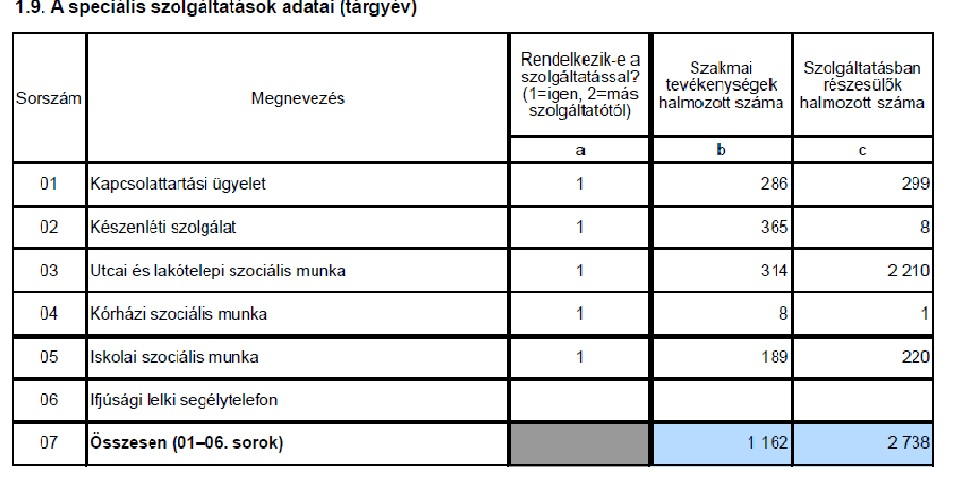 1.9. A speciális szolgáltatások adatai (tárgyév)
Sorszám
Megnevezés
Rendelkezik-e a
szolgáltatással?
(1=igen, 2=más
szolgáltatótól)
Szakmai
tevékenységek
halmozott száma
Szolgáltatásban
részesülők
halmozott száma
a b c
01 Kapcsolattartási ügyelet 1 286 299
02 Készenléti szolgálat 1 365 8
03 Utcai és lakótelepi szociális munka 1 314 2 210
04 Kórházi szociális munka 1 8 1
05 Iskolai szociális munka 1 189 220
06 Ifjúsági lelki segélytelefon
07 Összesen (01–06. sorok) 1 162 2 738